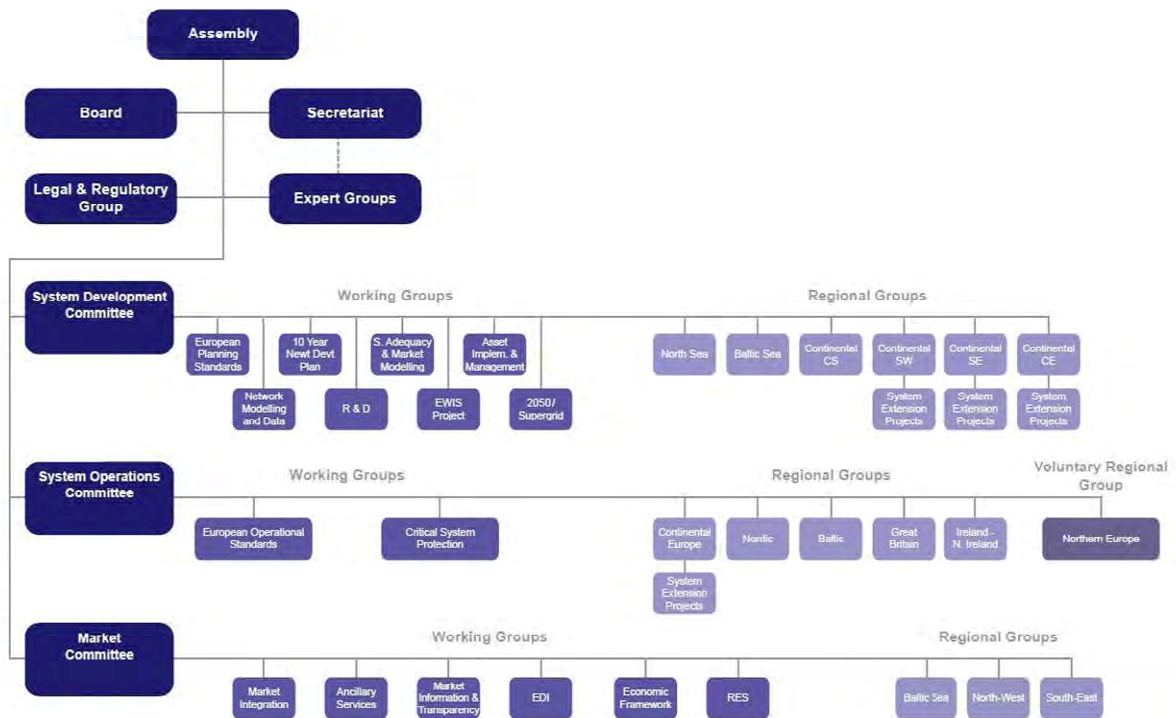 Assembly
Board
Secretariat
Legal & Regulatory
Group
Expert Groups
System Development
Committee
Working Groups
Regional Groups
European
Planning
Standards
10 Year
Newt Devt
Plan
S. Adequacy
& Market
Modelling
Asset
Implem. &
Management
Network
Modelling
and Data
R & D
EWIS
Project
2050 /
Supergrid
North Sea
Baltic Sea
Continental
CS
Continental
SW
Continental
SE
Continental
CE
System
Extension
Projects
System
Extension
Projects
System
Extension
Projects
System Operations
Committee
Working Groups
Regional Groups
Voluntary Regional
Group
European Operational
Standards
Critical System
Protection
Continental
Europe
Nordic
Baltic
Great
Britain
Ireland -
N. Ireland
Northern Europe
System
Extension
Projects
Market
Committee
Working Groups
Regional Groups
Market
Integration
Ancillary
Services
Market
Information &
Transparency
EDI
Economic
Framework
RES
Baltic Sea
North-West
South-East